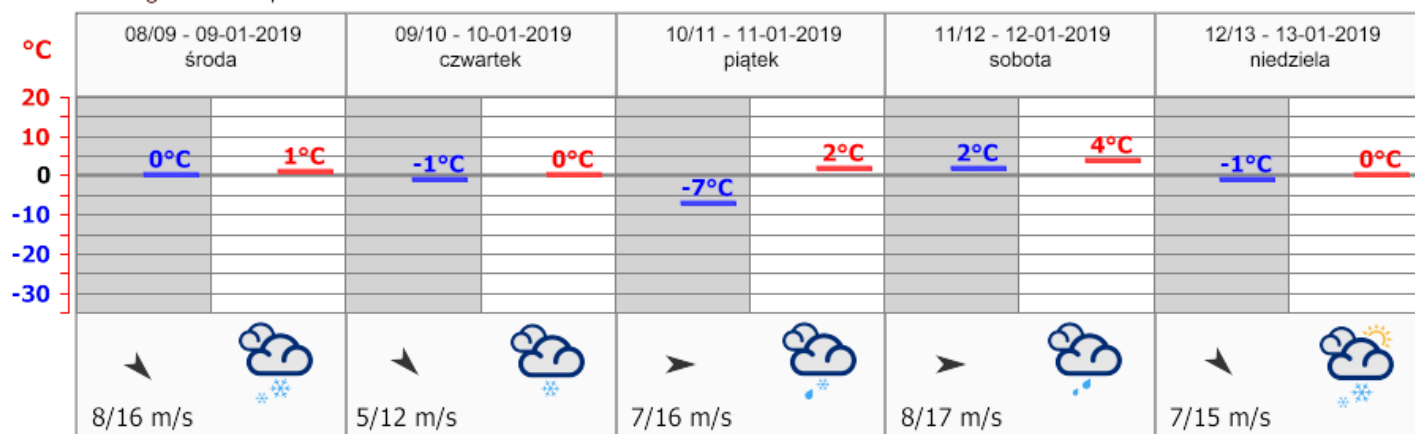 °C
08/09 - 09-01-2019
środa
09/10 - 10-01-2019
czwartek
10/11 - 11-01-2019
piątek
11/12 - 12-01-2019
sobota
12/13 - 13-01-2019
niedziela
20
10
0
-10
-20
-30
0°C 1°C -1°C 0°C -7°C 2°C 2°C 4°C -1°C 0°C
8/16 m/s 5/12 m/s 7/16 m/s 8/17 m/s 7/15 m/s